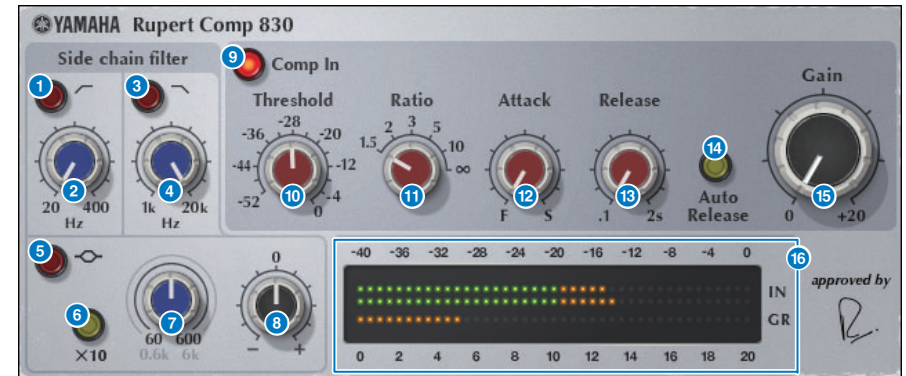 YAMAHA Rupert Comp 830
Side chain filter
1
3
2
20 400
Hz
4
1k 20k
Hz
5
6
×10
7
60 600
0.6k 6k
0
8
− +
9
Comp In
Threshold
-52 -44 -36 -28 -20 -12 -4 0
10
Ratio
1.5 2 3 5 10 ∞
11
Attack
12
F S
Release
13
.1 2s
14
Auto
Release
Gain
15
0 +20
16
-40 -36 -32 -28 -24 -20 -16 -12 -8 -4 0
IN
GR
0 2 4 6 8 10 12 14 16 18 20
approved by